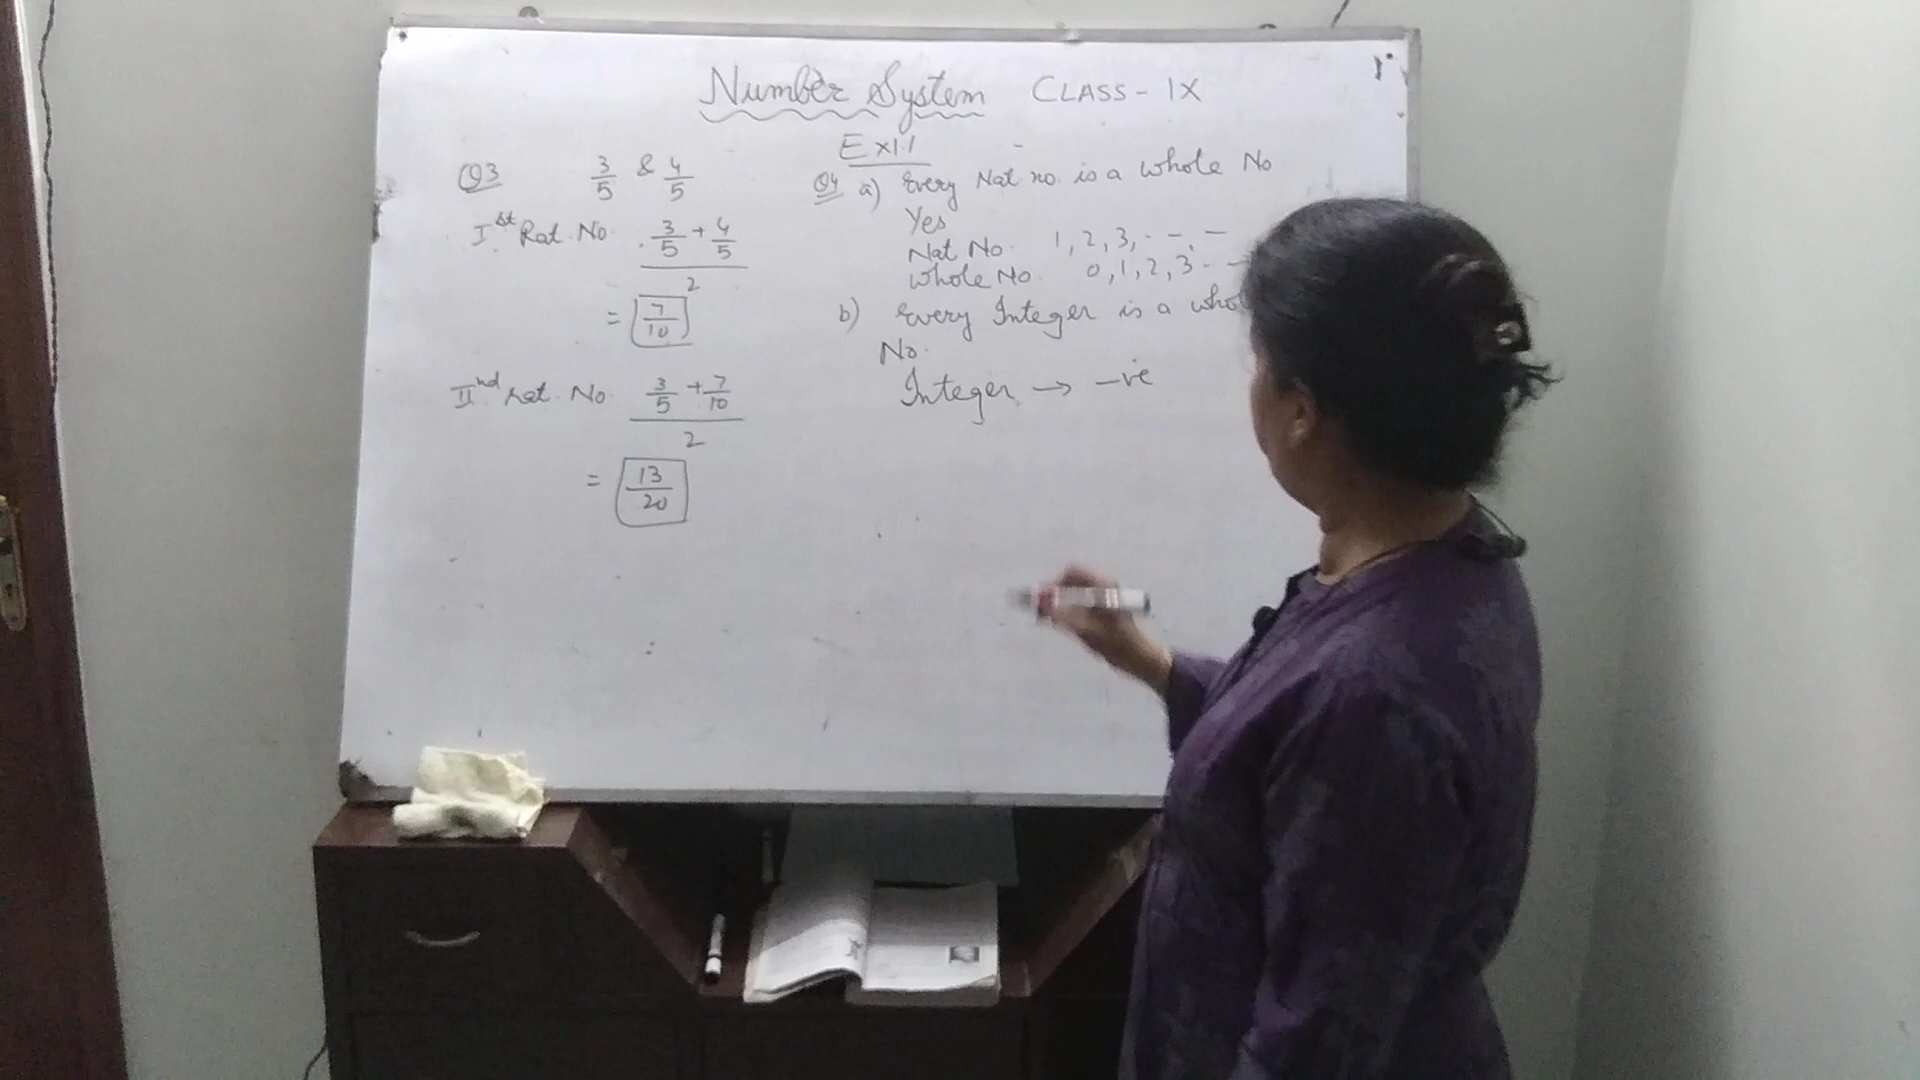 Number System CLASS - IX
Ex 1.1
Q3 3/5 & 4/5
Ist Rat. No. (3/5 + 4/5)/2
= 7/10
IInd rat. No. (3/5 + 7/10)/2
= 13/20
Q4 a) Every Nat no. is a whole No
Yes
Nat No. 1, 2, 3, - - , -
Whole No. 0, 1, 2, 3 - -
b) Every Integer is a
No.
Integer → -ve